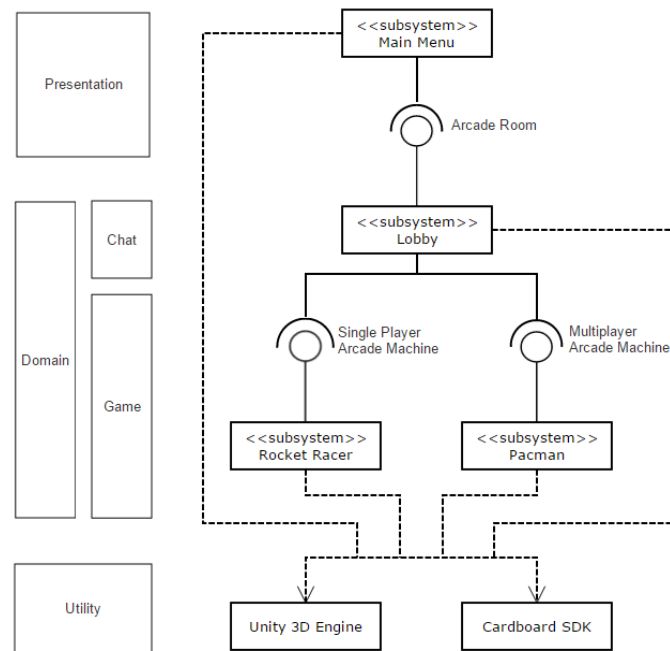 <<subsystem>>
Main Menu
Presentation
Arcade Room
<<subsystem>>
Lobby
Chat
Single Player
Arcade Machine
Multiplayer
Arcade Machine
Domain
Game
<<subsystem>>
Rocket Racer
<<subsystem>>
Pacman
Utility
Unity 3D Engine
Cardboard SDK